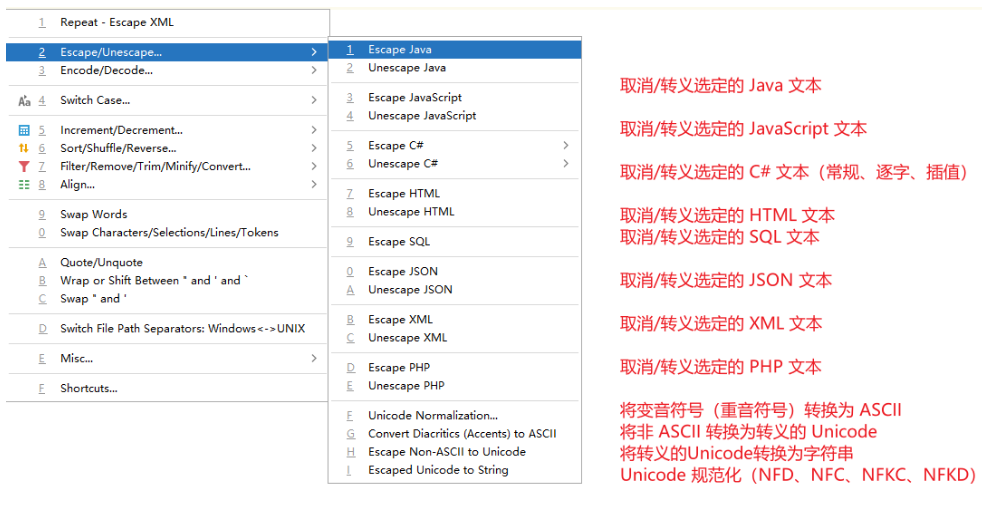 1 Repeat - Escape XML
2 Escape/Unescape...
3 Encode/Decode...
4 Switch Case...
5 Increment/Decrement...
6 Sort/Shuffle/Reverse...
7 Filter/Remove/Trim/Minify/Convert...
8 Align...
9 Swap Words
0 Swap Characters/Selections/Lines/Tokens
A Quote/Unquote
B Wrap or Shift Between " and ' and `
C Swap " and '
D Switch File Path Separators: Windows<->UNIX
E Misc...
F Shortcuts...
1 Escape Java
2 Unescape Java
3 Escape JavaScript
4 Unescape JavaScript
5 Escape C#
6 Unescape C#
7 Escape HTML
8 Unescape HTML
9 Escape SQL
0 Escape JSON
A Unescape JSON
B Escape XML
C Unescape XML
D Escape PHP
E Unescape PHP
F Unicode Normalization...
G Convert Diacritics (Accents) to ASCII
H Escape Non-ASCII to Unicode
I Escaped Unicode to String
取消/转义选定的 Java 文本
取消/转义选定的 JavaScript 文本
取消/转义选定的 C# 文本（常规、逐字、插值）
取消/转义选定的 HTML 文本
取消/转义选定的 SQL 文本
取消/转义选定的 JSON 文本
取消/转义选定的 XML 文本
取消/转义选定的 PHP 文本
将变音符号（重音符号）转换为 ASCII
将非 ASCII 转换为转义的 Unicode
将转义的Unicode转换为字符串
Unicode 规范化（NFD、NFC、NFKC、NFKD）